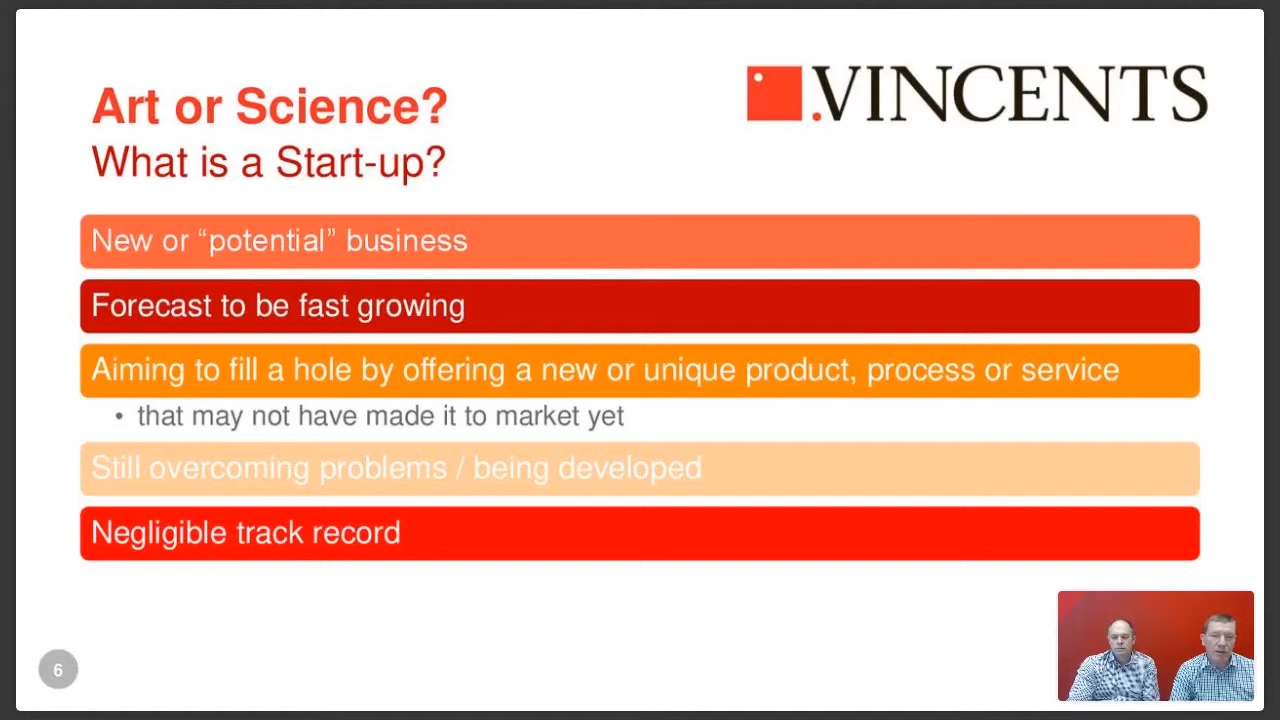 Art or Science?
.VINCENTS
What is a Start-up?
New or “potential” business
Forecast to be fast growing
Aiming to fill a hole by offering a new or unique product, process or service
• that may not have made it to market yet
Still overcoming problems / being developed
Negligible track record
6